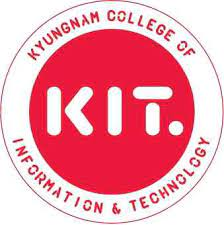 KYUNGNAM COLLEGE OF
KIT.
INFORMATION & TECHNOLOGY